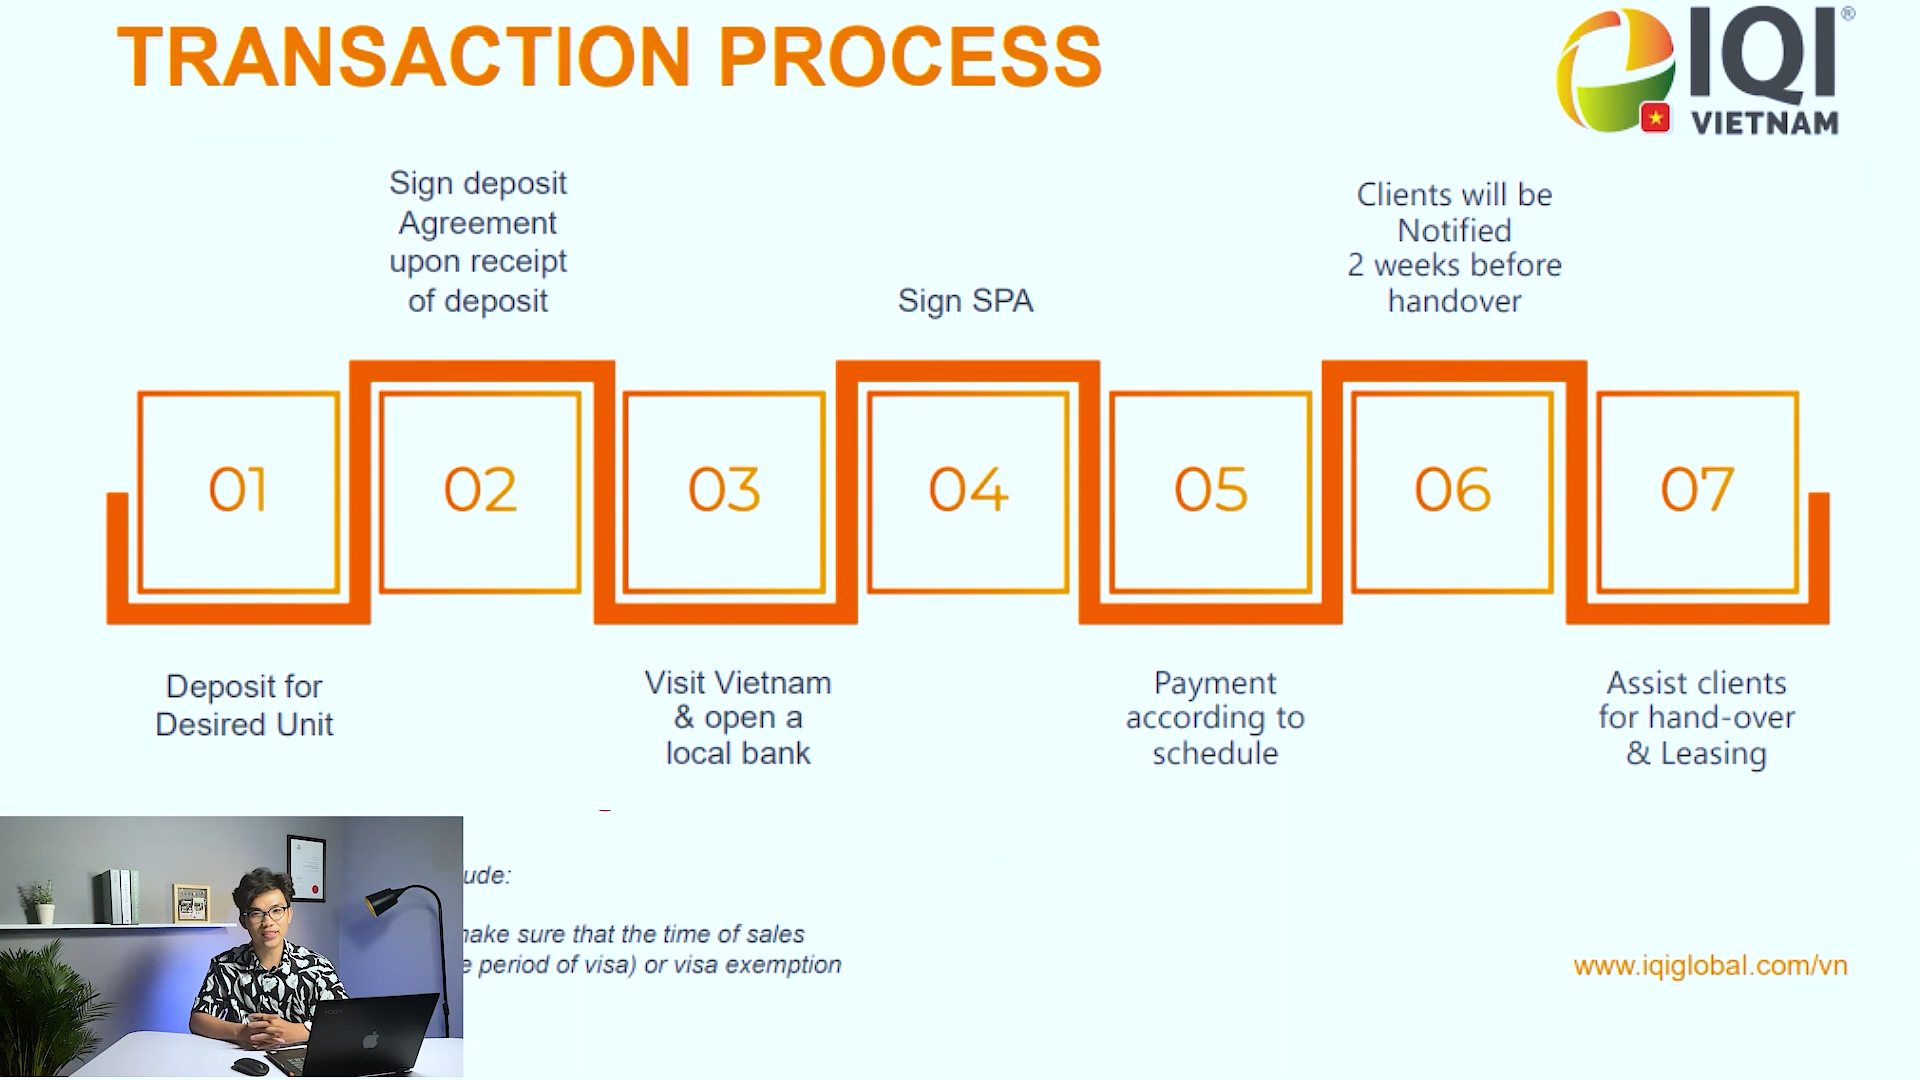 TRANSACTION PROCESS
IQI®
VIETNAM
Sign deposit
Agreement
upon receipt
of deposit
Sign SPA
Clients will be
Notified
2 weeks before
handover
01
02
03
04
05
06
07
Deposit for
Desired Unit
Visit Vietnam
& open a
local bank
Payment
according to
schedule
Assist clients
for hand-over
& Leasing
ude:
make sure that the time of sales
e period of visa) or visa exemption
www.iqiglobal.com/vn
YOGA